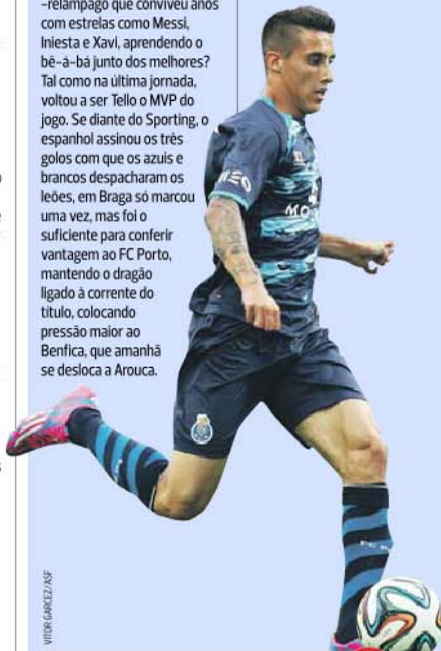 -relâmpago que conviveu anos
com estrelas como Messi,
Iniesta e Xavi, aprendendo o
bê-á-bá junto dos melhores?
Tal como na última jornada,
voltou a ser Tello o MVP do
jogo. Se diante do Sporting, o
espanhol assinou os três
golos com que os azuis e
brancos despacharam os
leões, em Braga só marcou
uma vez, mas foi o
suficiente para conferir
vantagem ao FC Porto,
mantendo o dragão
ligado à corrente do
título, colocando
pressão maior ao
Benfica, que amanhã
se desloca a Arouca.
VITOR GARCEZ/ASF
MEO